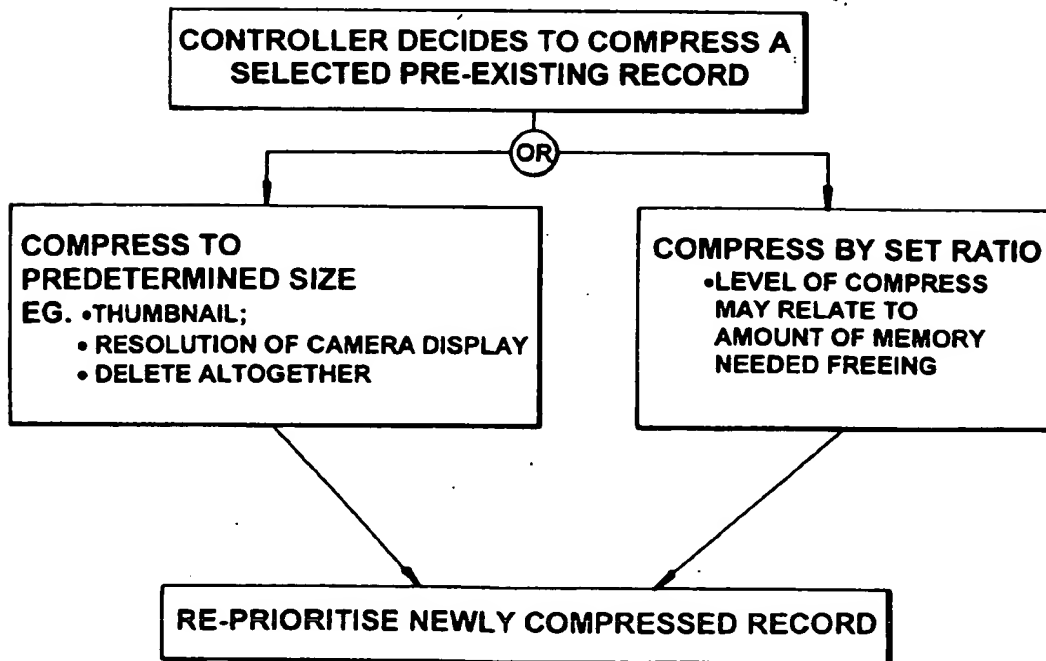 CONTROLLER DECIDES TO COMPRESS A
SELECTED PRE-EXISTING RECORD
OR
COMPRESS TO
PREDETERMINED SIZE
EG. •THUMBNAIL;
• RESOLUTION OF CAMERA DISPLAY
• DELETE ALTOGETHER
COMPRESS BY SET RATIO
•LEVEL OF COMPRESS
MAY RELATE TO
AMOUNT OF MEMORY
NEEDED FREEING
RE-PRIORITISE NEWLY COMPRESSED RECORD